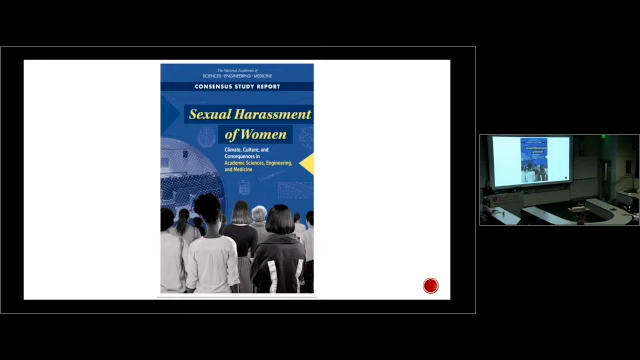 The National Academies of
SCIENCES • ENGINEERING • MEDICINE
CONSENSUS STUDY REPORT
Sexual Harassment
of Women
Climate, Culture, and
Consequences in
Academic Sciences, Engineering,
and Medicine